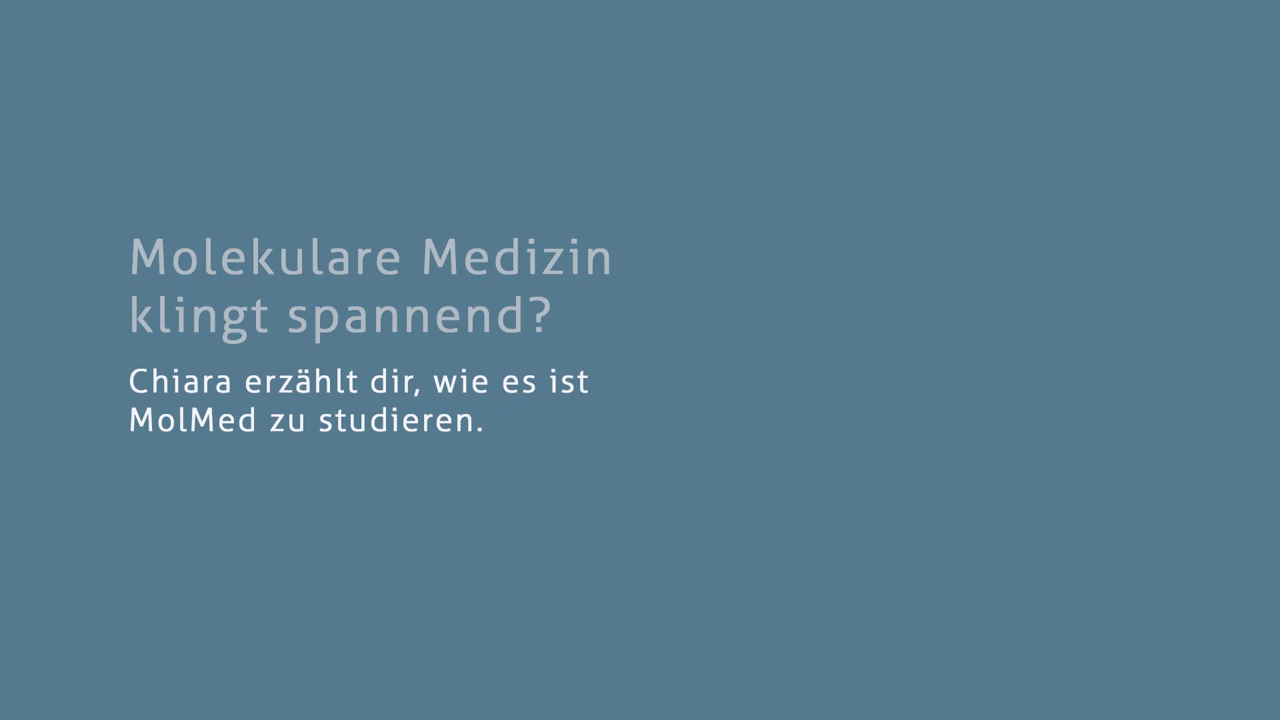 Molekulare Medizin
klingt spannend?
Chiara erzählt dir, wie es ist
MolMed zu studieren.